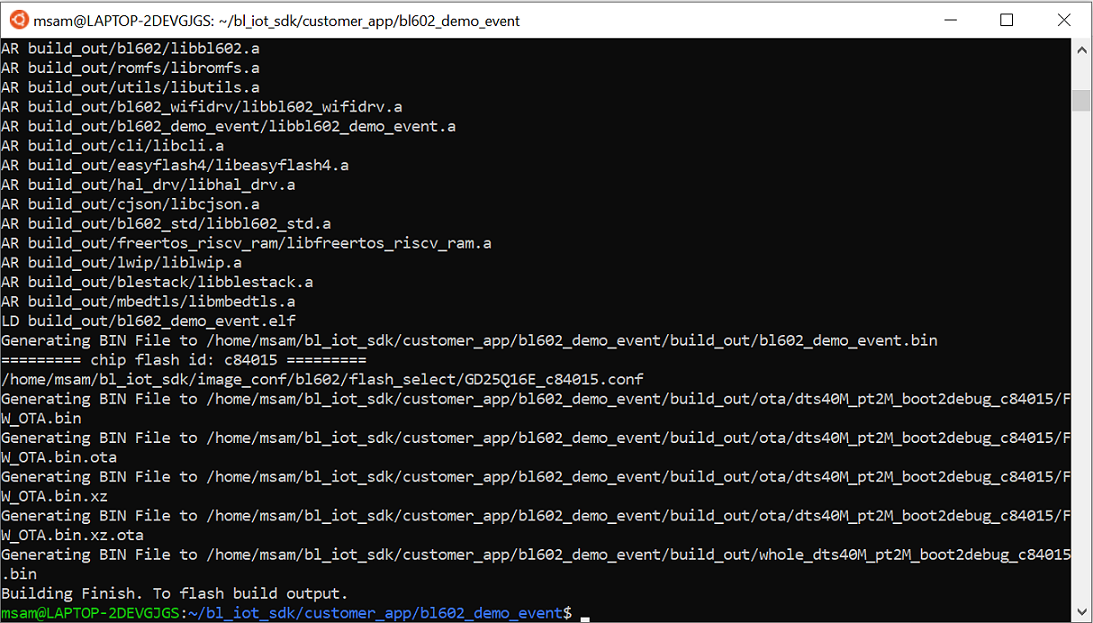 msam@LAPTOP-2DEVGJGS: ~/bl_iot_sdk/customer_app/bl602_demo_event
AR build_out/bl602/libbl602.a
AR build_out/romfs/libromfs.a
AR build_out/utils/libutils.a
AR build_out/bl602_wifidrv/libbl602_wifidrv.a
AR build_out/bl602_demo_event/libbl602_demo_event.a
AR build_out/cli/libcli.a
AR build_out/easyflash4/libeasyflash4.a
AR build_out/hal_drv/libhal_drv.a
AR build_out/cjson/libcjson.a
AR build_out/bl602_std/libbl602_std.a
AR build_out/freertos_riscv_ram/libfreertos_riscv_ram.a
AR build_out/lwip/liblwip.a
AR build_out/blestack/libblestack.a
AR build_out/mbedtls/libmbedtls.a
LD build_out/bl602_demo_event.elf
Generating BIN File to /home/msam/bl_iot_sdk/customer_app/bl602_demo_event/build_out/bl602_demo_event.bin
========= chip flash id: c84015 =========
/home/msam/bl_iot_sdk/image_conf/bl602/flash_select/GD25Q16E_c84015.conf
Generating BIN File to /home/msam/bl_iot_sdk/customer_app/bl602_demo_event/build_out/ota/dts40M_pt2M_boot2debug_c84015/F
W_OTA.bin
Generating BIN File to /home/msam/bl_iot_sdk/customer_app/bl602_demo_event/build_out/ota/dts40M_pt2M_boot2debug_c84015/F
W_OTA.bin.ota
Generating BIN File to /home/msam/bl_iot_sdk/customer_app/bl602_demo_event/build_out/ota/dts40M_pt2M_boot2debug_c84015/F
W_OTA.bin.xz
Generating BIN File to /home/msam/bl_iot_sdk/customer_app/bl602_demo_event/build_out/ota/dts40M_pt2M_boot2debug_c84015/F
W_OTA.bin.xz.ota
Generating BIN File to /home/msam/bl_iot_sdk/customer_app/bl602_demo_event/build_out/whole_dts40M_pt2M_boot2debug_c84015
.bin
Building Finish. To flash build output.
msam@LAPTOP-2DEVGJGS:~/bl_iot_sdk/customer_app/bl602_demo_event$